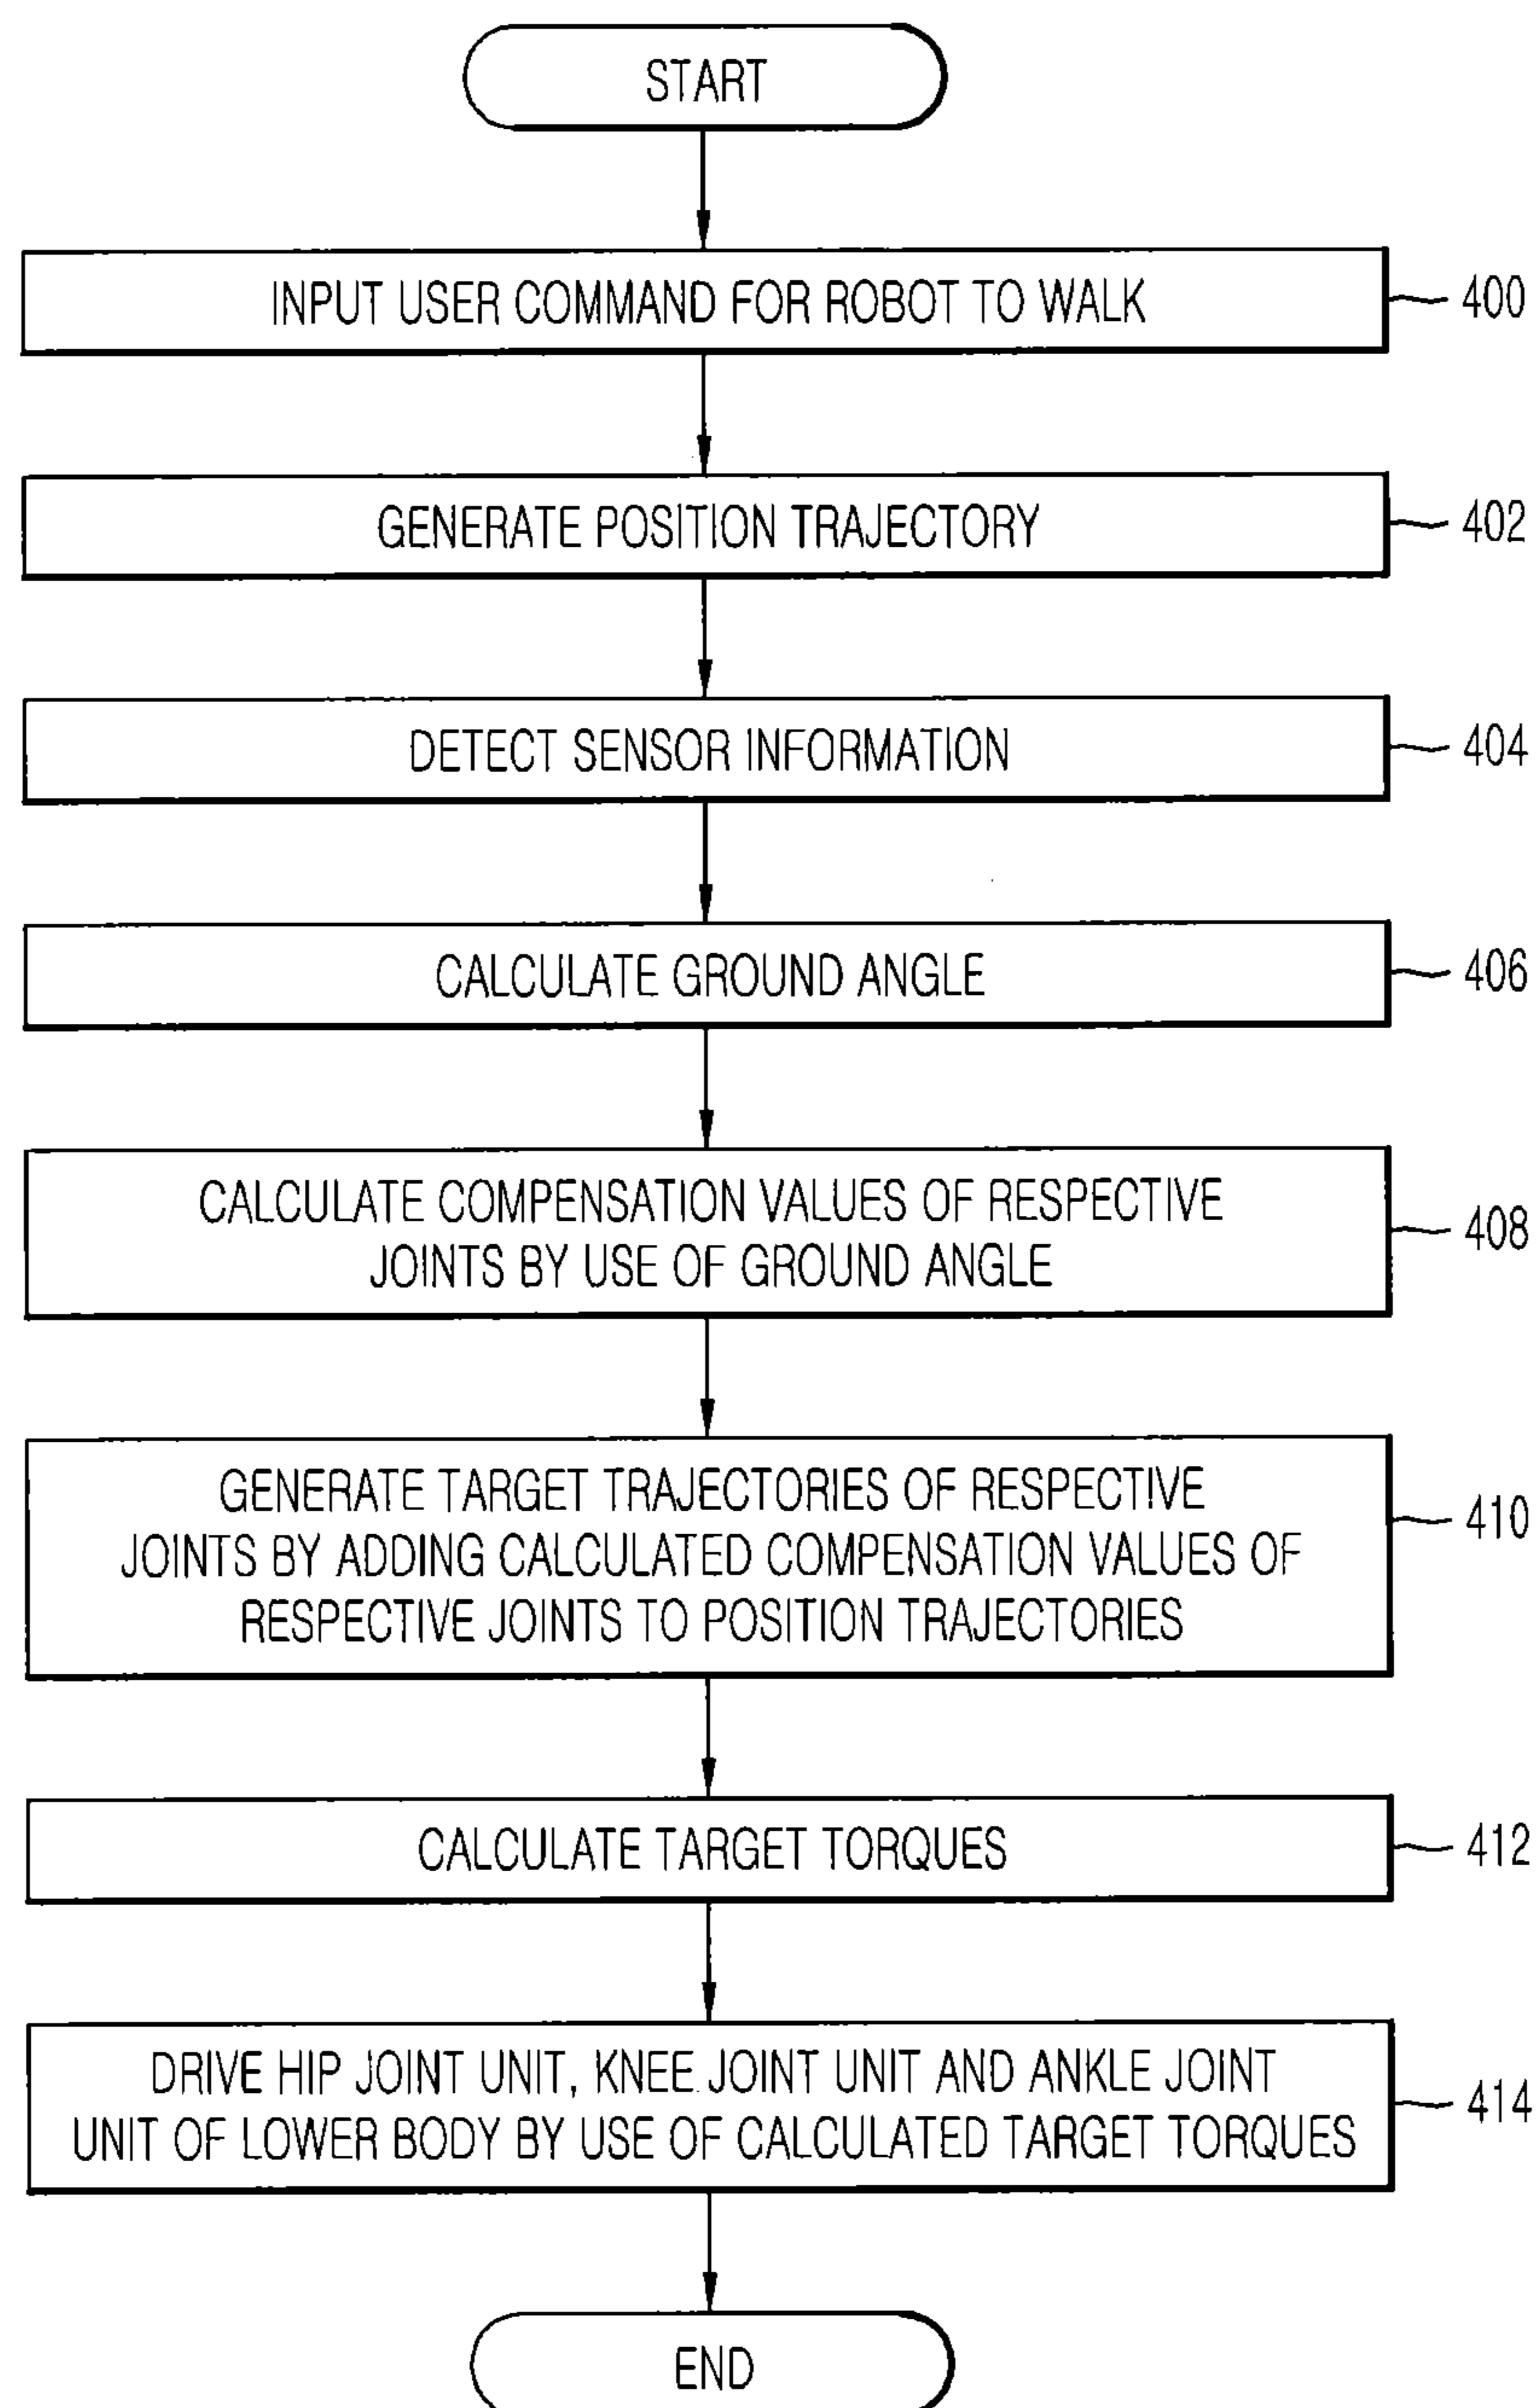 START
INPUT USER COMMAND FOR ROBOT TO WALK
400
GENERATE POSITION TRAJECTORY
402
DETECT SENSOR INFORMATION
404
CALCULATE GROUND ANGLE
406
CALCULATE COMPENSATION VALUES OF RESPECTIVE
JOINTS BY USE OF GROUND ANGLE
408
GENERATE TARGET TRAJECTORIES OF RESPECTIVE
JOINTS BY ADDING CALCULATED COMPENSATION VALUES OF
RESPECTIVE JOINTS TO POSITION TRAJECTORIES
410
CALCULATE TARGET TORQUES
412
DRIVE HIP JOINT UNIT, KNEE JOINT UNIT AND ANKLE JOINT
UNIT OF LOWER BODY BY USE OF CALCULATED TARGET TORQUES
414
END